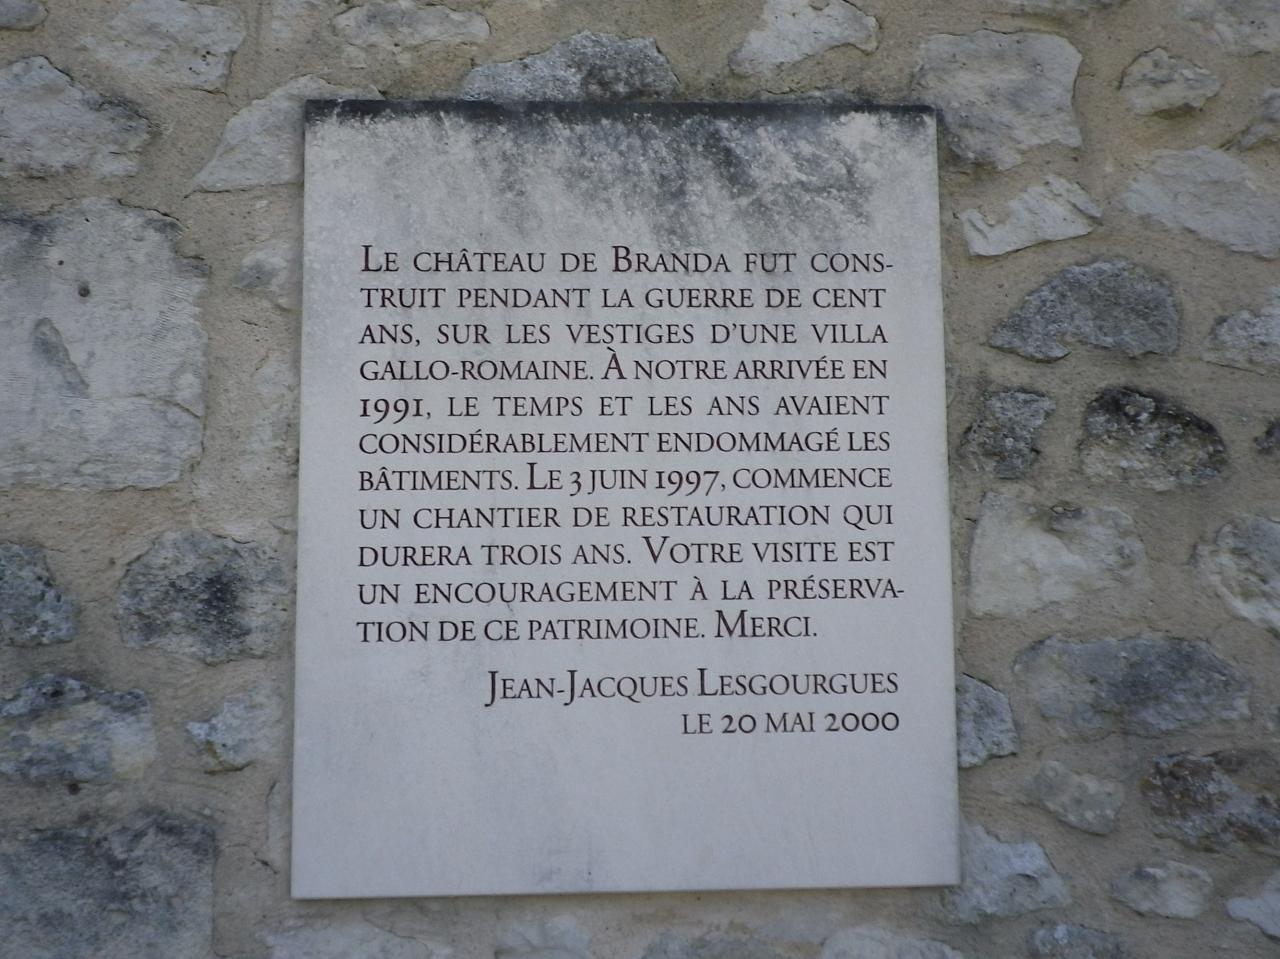 Le château de Branda fut cons-
truit pendant la guerre de cent
ans, sur les vestiges d'une villa
gallo-romaine. À notre arrivée en
1991, le temps et les ans avaient
considérablement endommagé les
bâtiments. Le 3 juin 1997, commence
un chantier de restauration qui
durera trois ans. Votre visite est
un encouragement à la préserva-
tion de ce patrimoine. Merci.
Jean-Jacques Lesgourgues
le 20 mai 2000